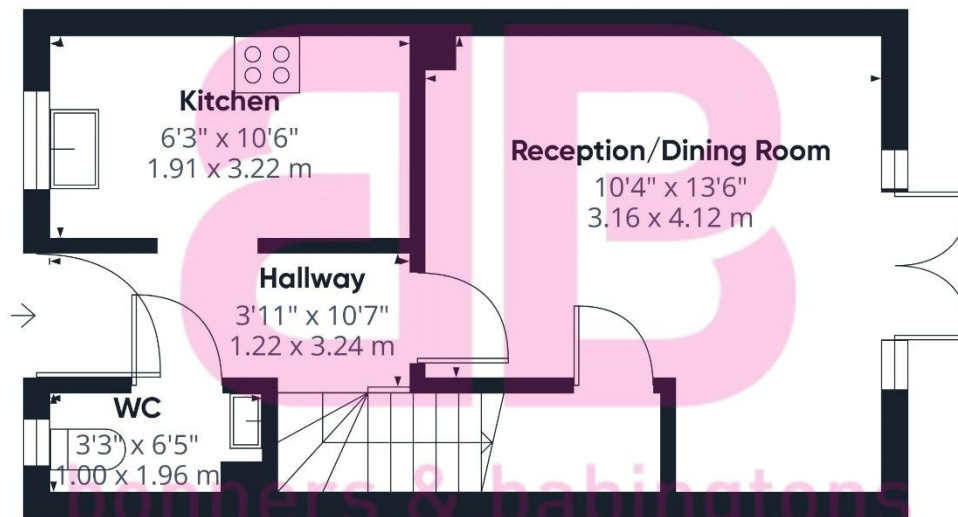 Kitchen
6'3" x 10'6"
1.91 x 3.22 m
Reception/Dining Room
10'4" x 13'6"
3.16 x 4.12 m
Hallway
3'11" x 10'7"
1.22 x 3.24 m
WC
3'3" x 6'5"
1.00 x 1.96 m
bonners & babingtons